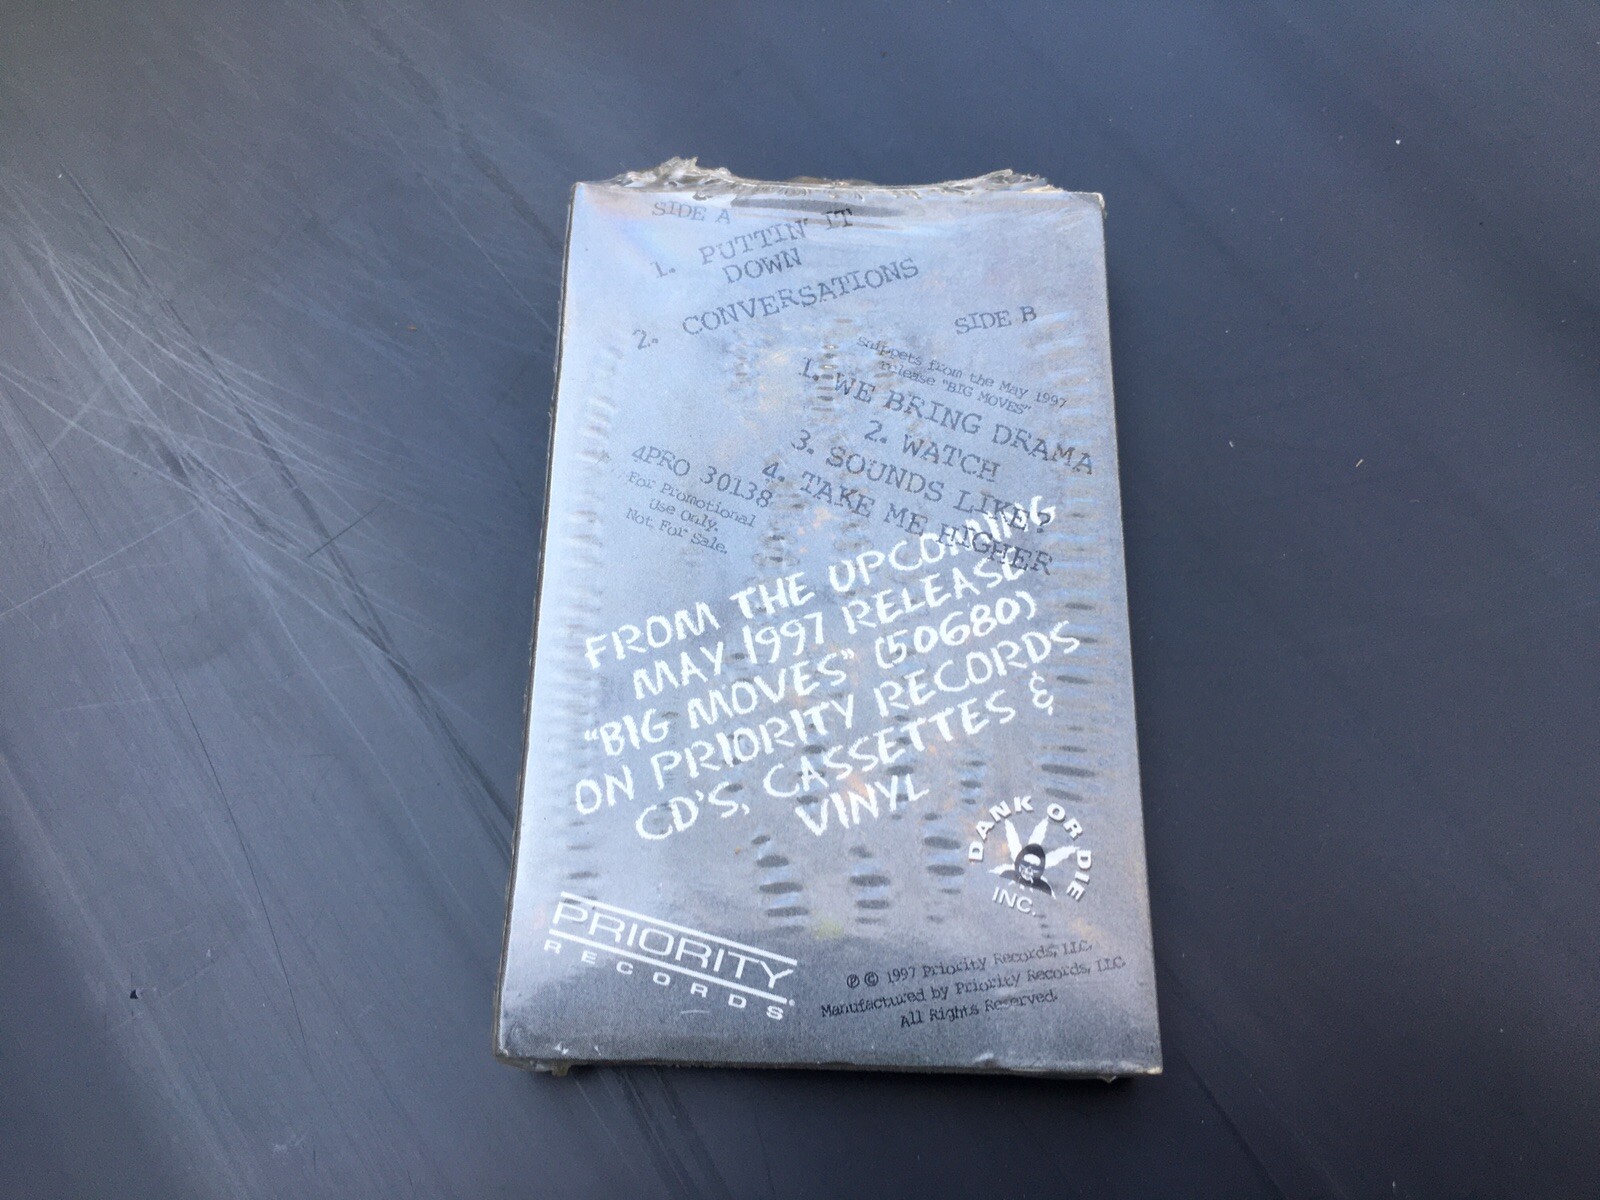 SIDE A
1. PUTTIN' IT
DOWN
2. CONVERSATIONS
SIDE B
Snippets from the May 1997
release "BIG MOVES"
1. WE BRING DRAMA
2. WATCH
3. SOUNDS LIKE?
4. TAKE ME HIGHER
4PRO 30138
For Promotional
Use Only.
Not For Sale.
FROM THE UPCOMING
MAY 1997 RELEASE
"BIG MOVES" (50680)
ON PRIORITY RECORDS
CD'S, CASSETTES &
VINYL
DANK OR DIE
INC.
PRIORITY
RECORDS
℗ © 1997 Priority Records, LLC.
Manufactured by Priority Records, LLC
All Rights Reserved.